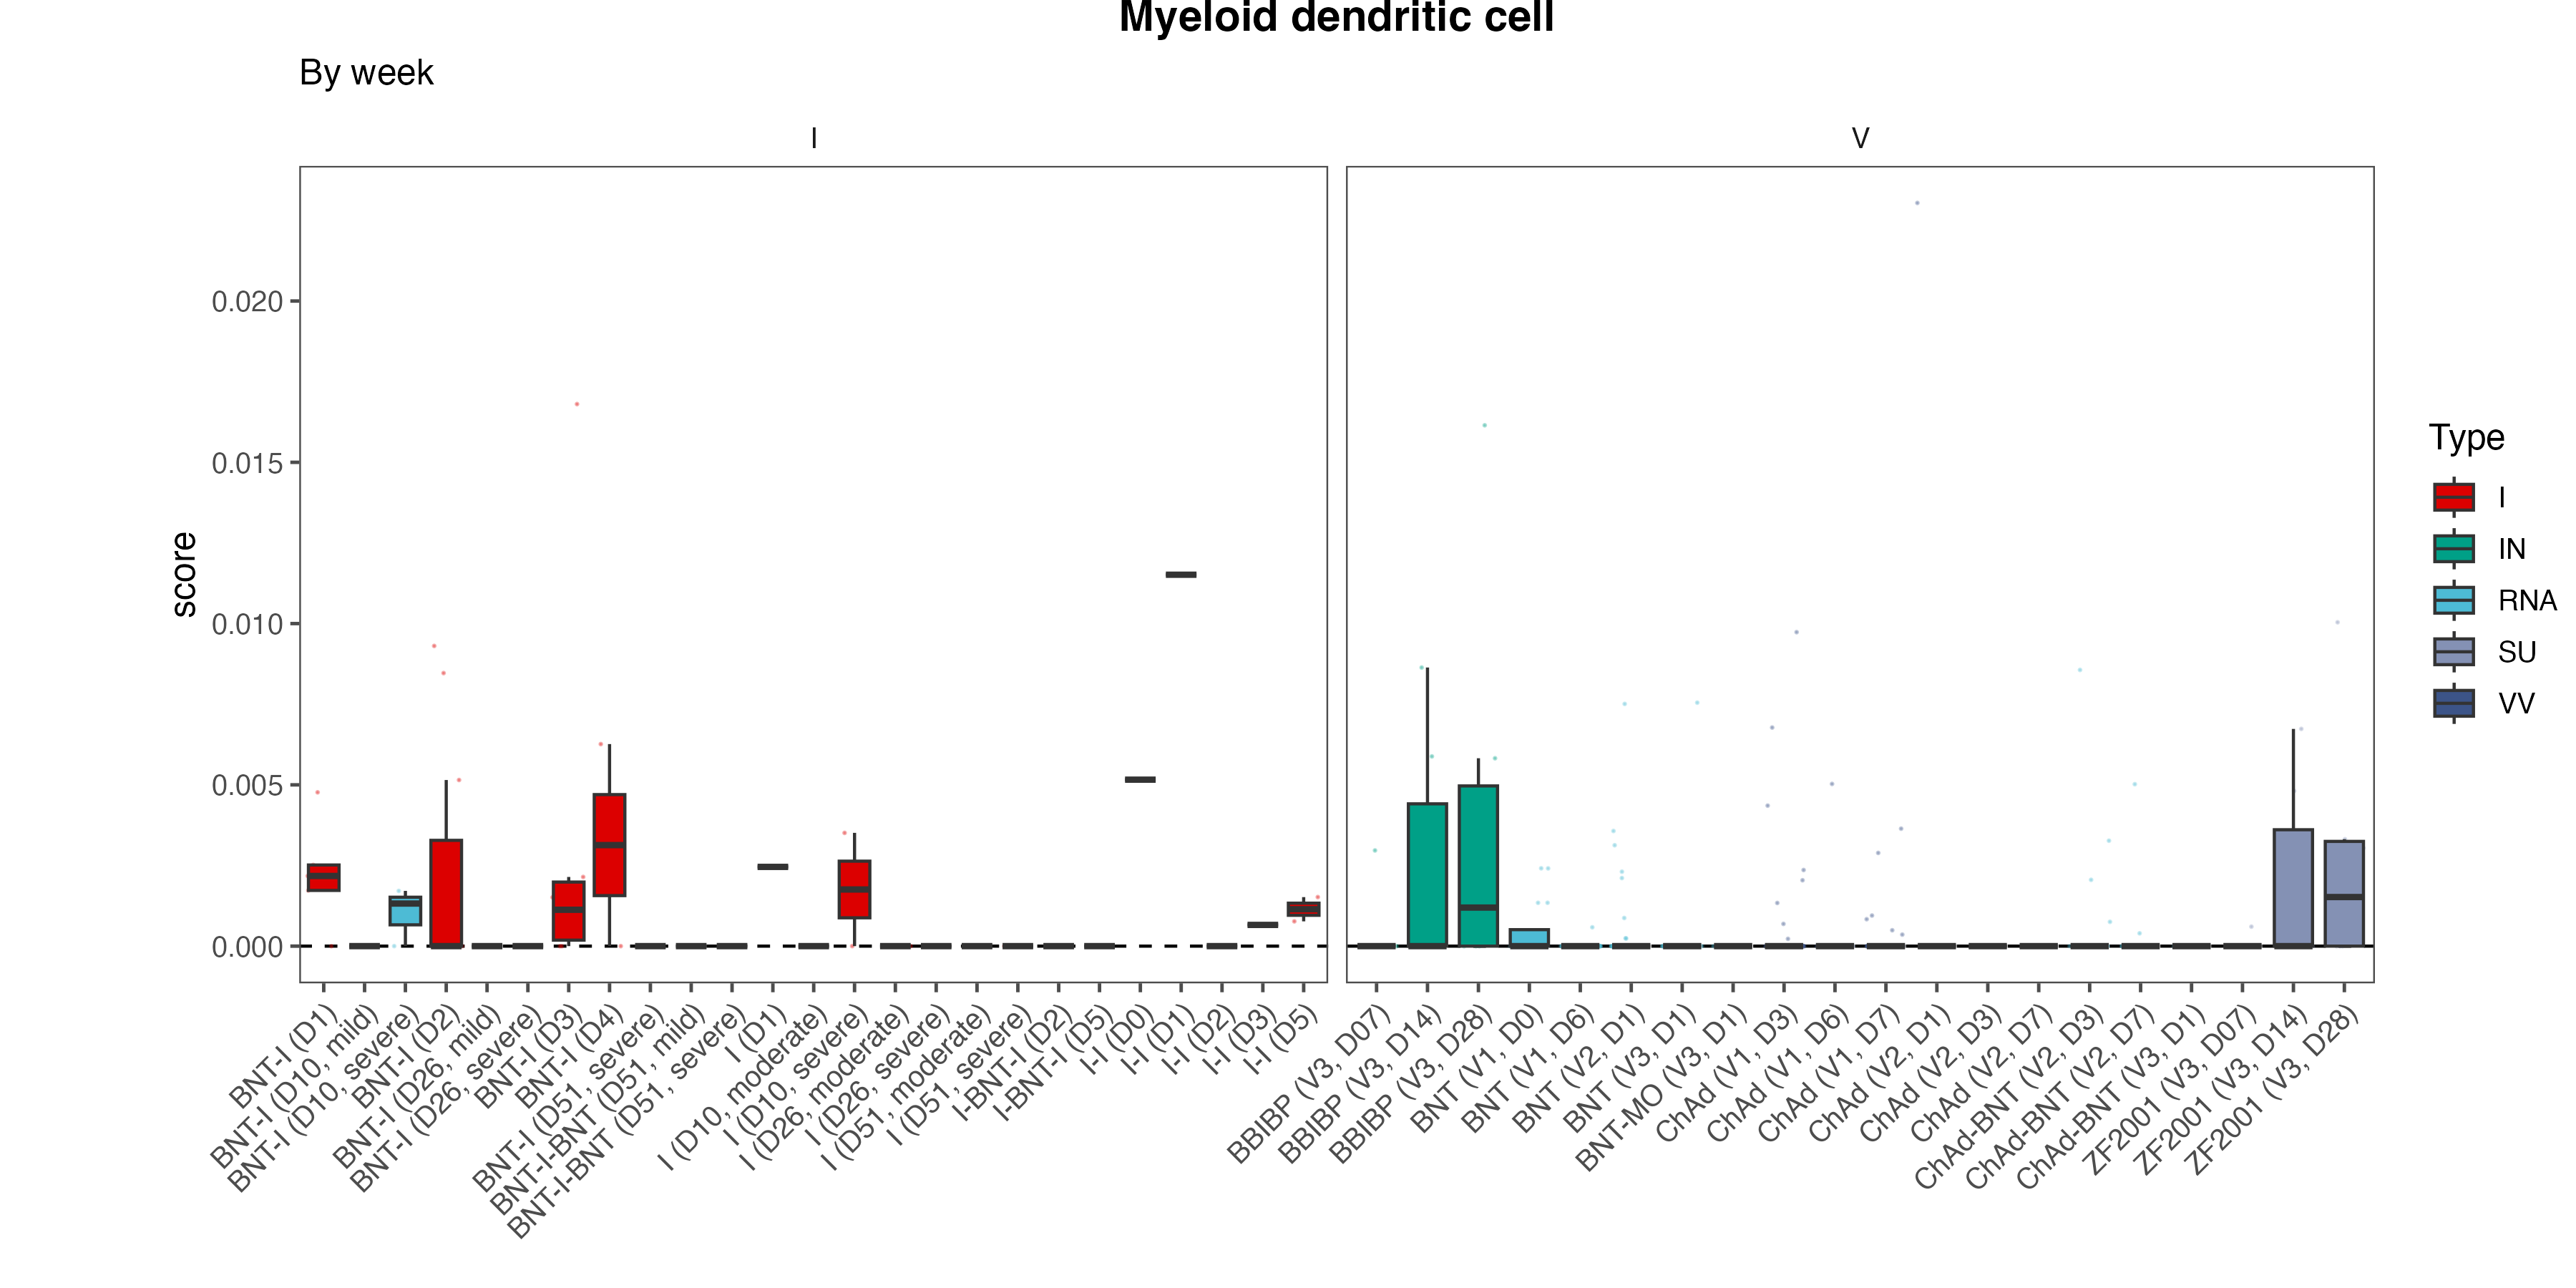 Myeloid dendritic cell
By week
I
V
score
0.020
0.015
0.010
0.005
0.000
BNT-I (D1)
BNT-I (D10, mild)
BNT-I (D10, severe)
BNT-I (D2)
BNT-I (D26, mild)
BNT-I (D26, severe)
BNT-I (D3)
BNT-I (D4)
BNT-I (D51, severe)
BNT-I-BNT (D51, mild)
BNT-I-BNT (D51, severe)
I (D1)
I (D10, moderate)
I (D10, severe)
I (D26, moderate)
I (D26, severe)
I (D51, moderate)
I (D51, severe)
I-BNT-I (D2)
I-BNT-I (D5)
I-I (D0)
I-I (D1)
I-I (D2)
I-I (D3)
I-I (D5)
BBIBP (V3, D07)
BBIBP (V3, D14)
BBIBP (V3, D28)
BNT (V1, D0)
BNT (V1, D6)
BNT (V2, D1)
BNT (V3, D1)
BNT-MO (V3, D1)
ChAd (V1, D3)
ChAd (V1, D6)
ChAd (V1, D7)
ChAd (V2, D1)
ChAd (V2, D3)
ChAd (V2, D7)
ChAd-BNT (V2, D3)
ChAd-BNT (V2, D7)
ChAd-BNT (V3, D1)
ZF2001 (V3, D07)
ZF2001 (V3, D14)
ZF2001 (V3, D28)
Type
I
IN
RNA
SU
VV